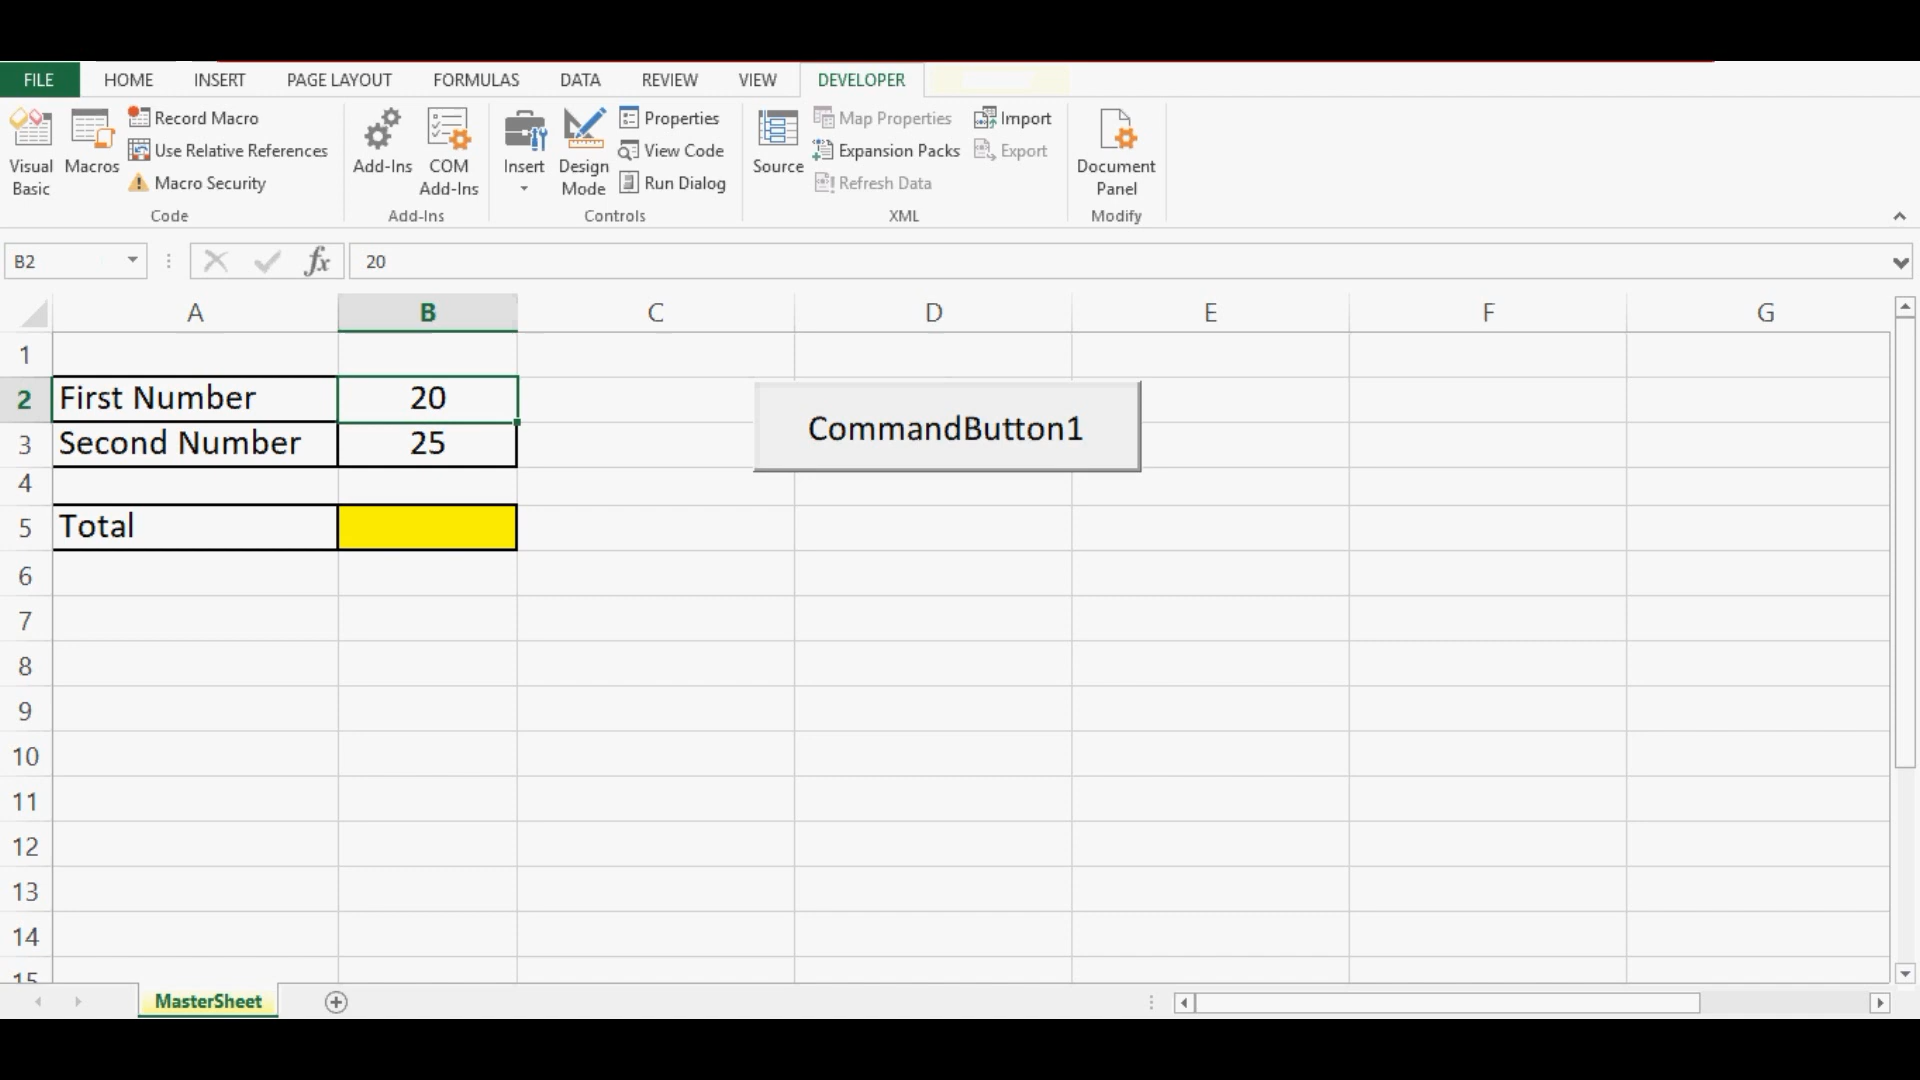 FILE HOME INSERT PAGE LAYOUT FORMULAS DATA REVIEW VIEW DEVELOPER
Visual Basic
Macros
Record Macro
Use Relative References
Macro Security
Code
Add-Ins
COM Add-Ins
Add-Ins
Insert
Design Mode
Properties
View Code
Run Dialog
Controls
Source
Map Properties
Expansion Packs
Refresh Data
Import
Export
XML
Document Panel
Modify
B2 fx 20
A B C D E F G
1
2 First Number 20
CommandButton1
3 Second Number 25
4
5 Total
6
7
8
9
10
11
12
13
14
15
MasterSheet